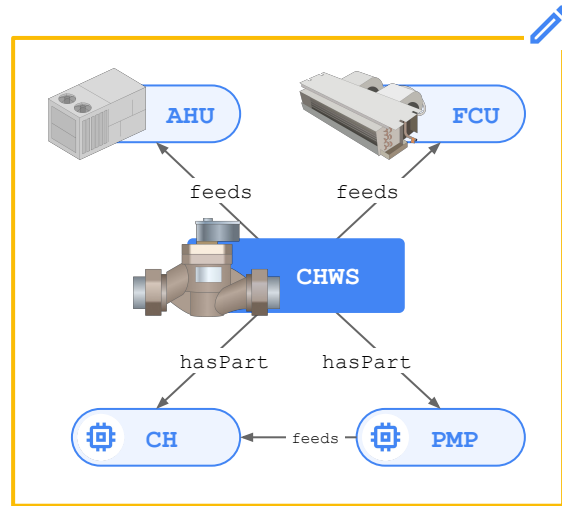 AHU
FCU
feeds
feeds
CHWS
hasPart
hasPart
CH
feeds
PMP